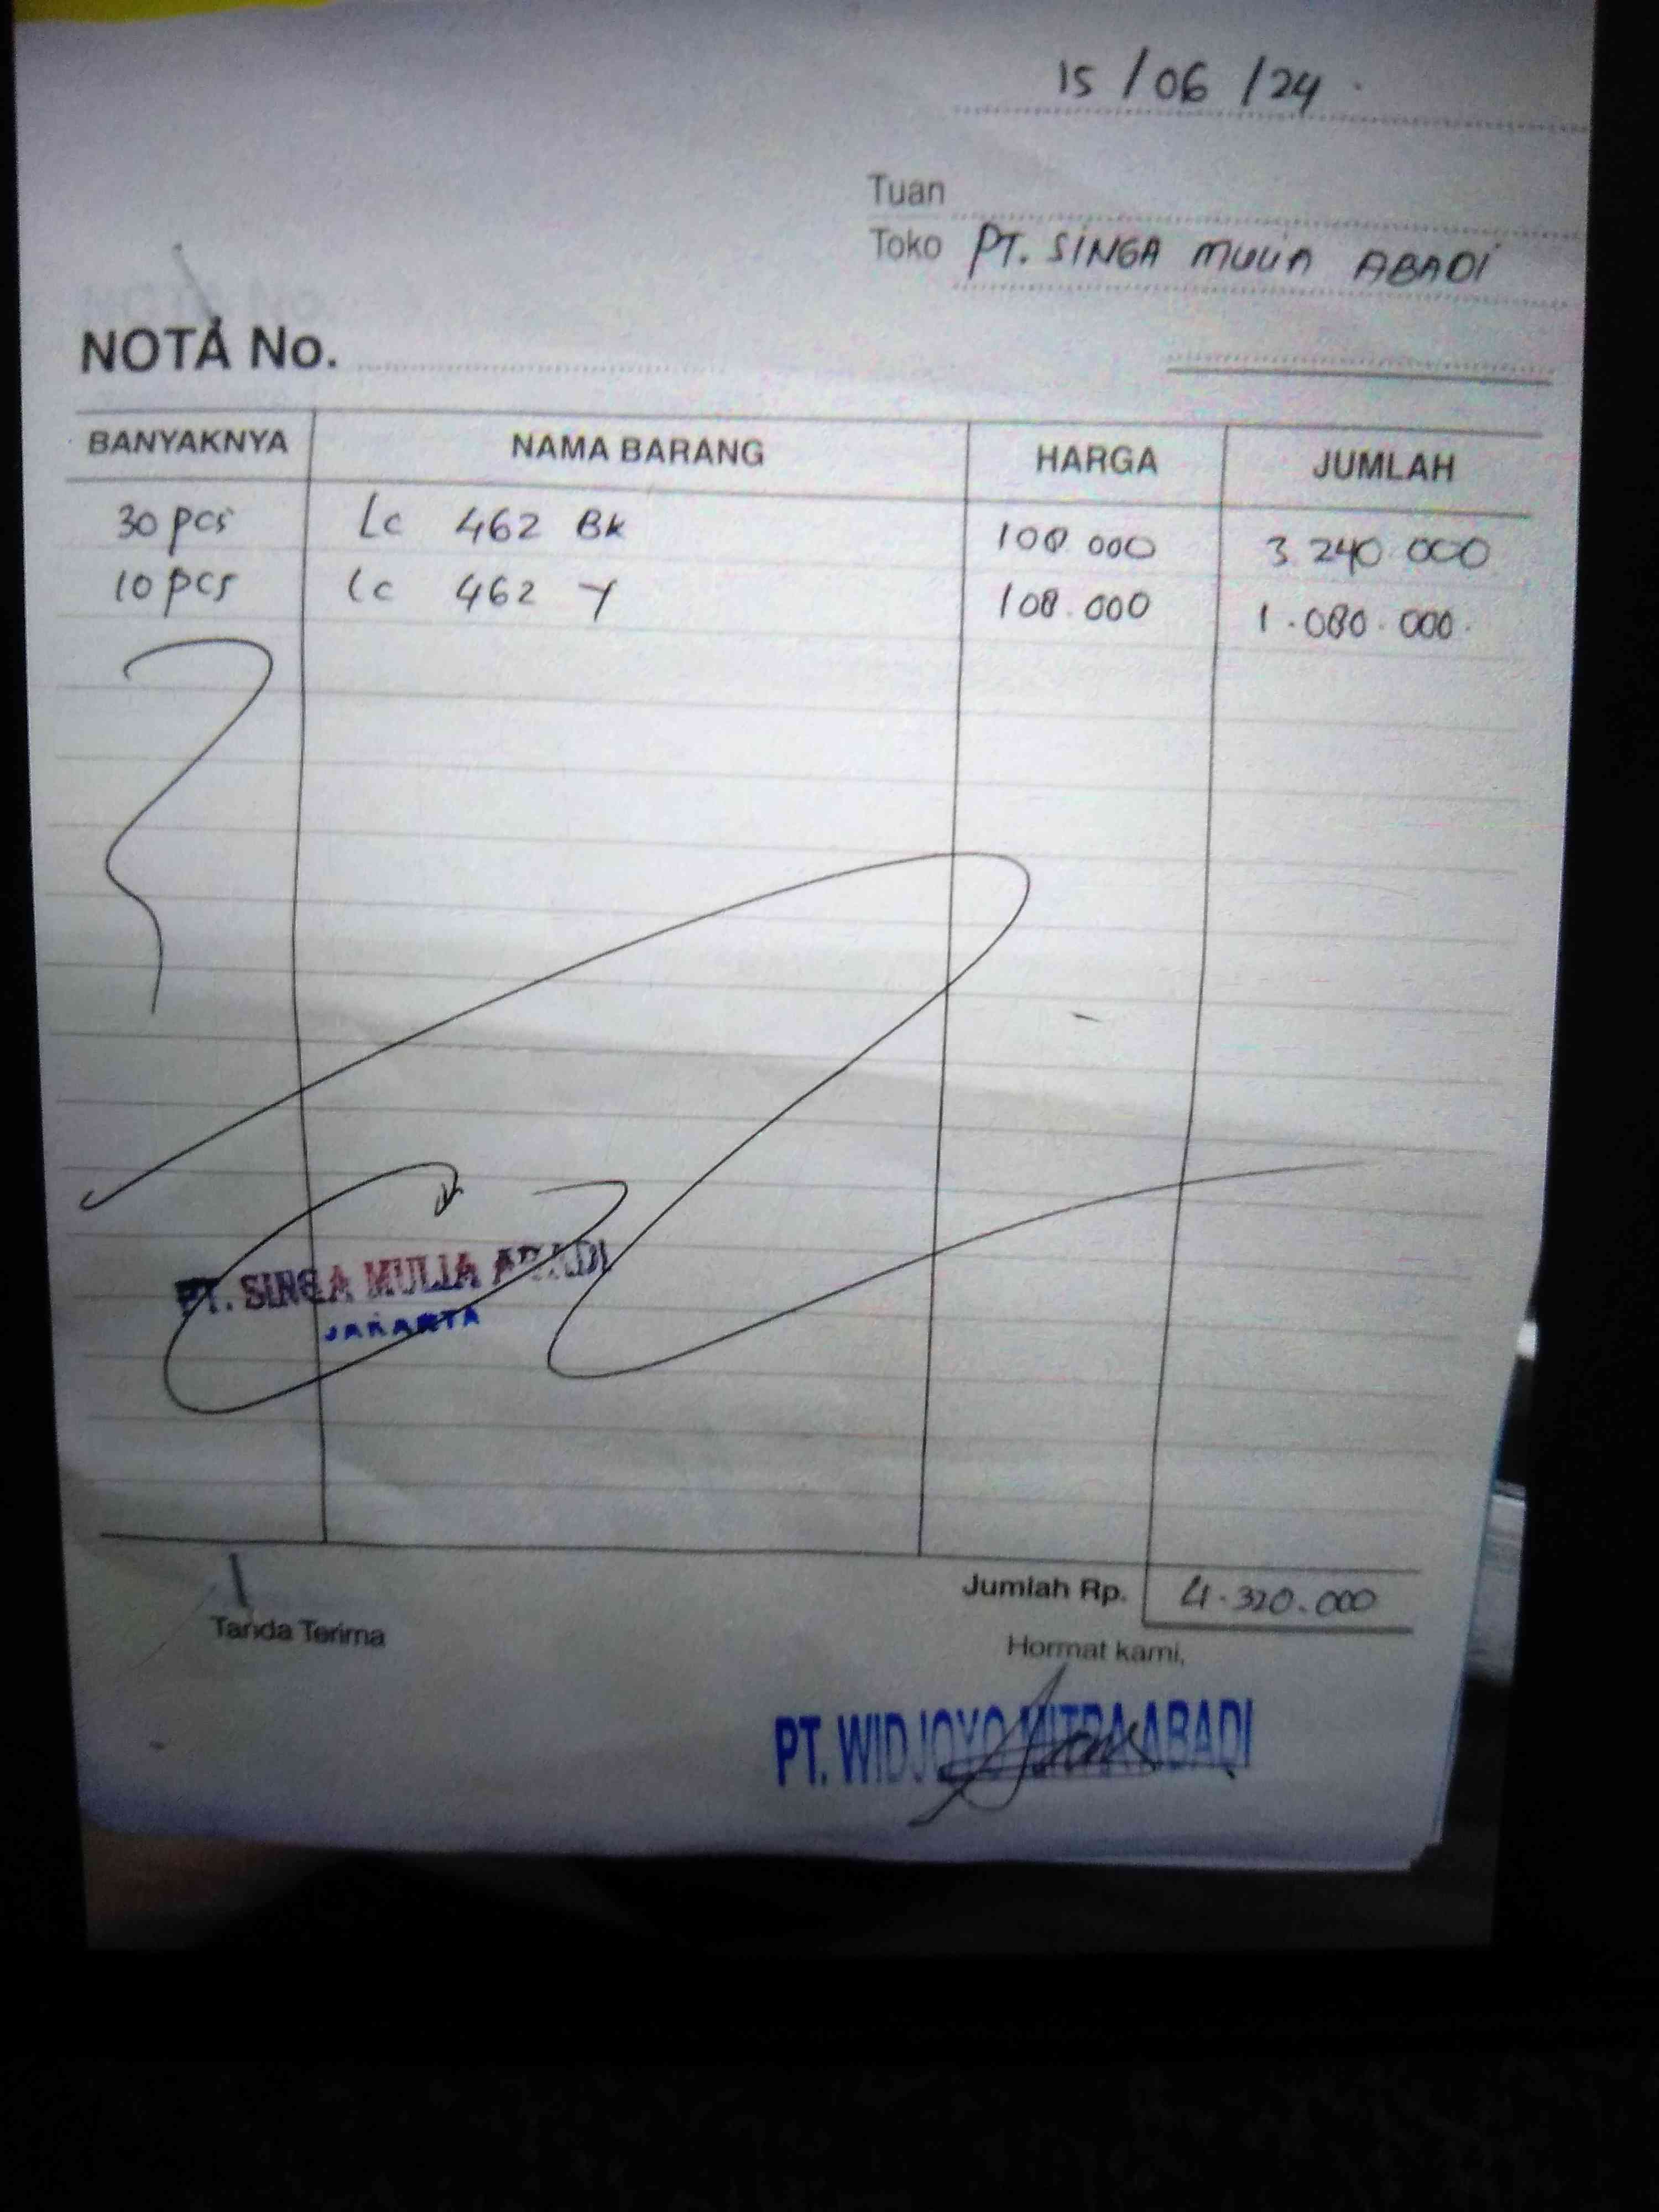 15/06/24
Tuan
Toko PT. SINGA MULIA ABADI
NOTA No.
BANYAKNYA NAMA BARANG HARGA JUMLAH
30 pcs Lc 462 BK 108.000 3.240.000
10 pcs Lc 462 Y 108.000 1.080.000
PT. SINGA MULIA ABADI
JAKARTA
Jumlah Rp. 4.320.000
Tanda Terima
Hormat kami,
PT. WIDJOYO MITRA ABADI